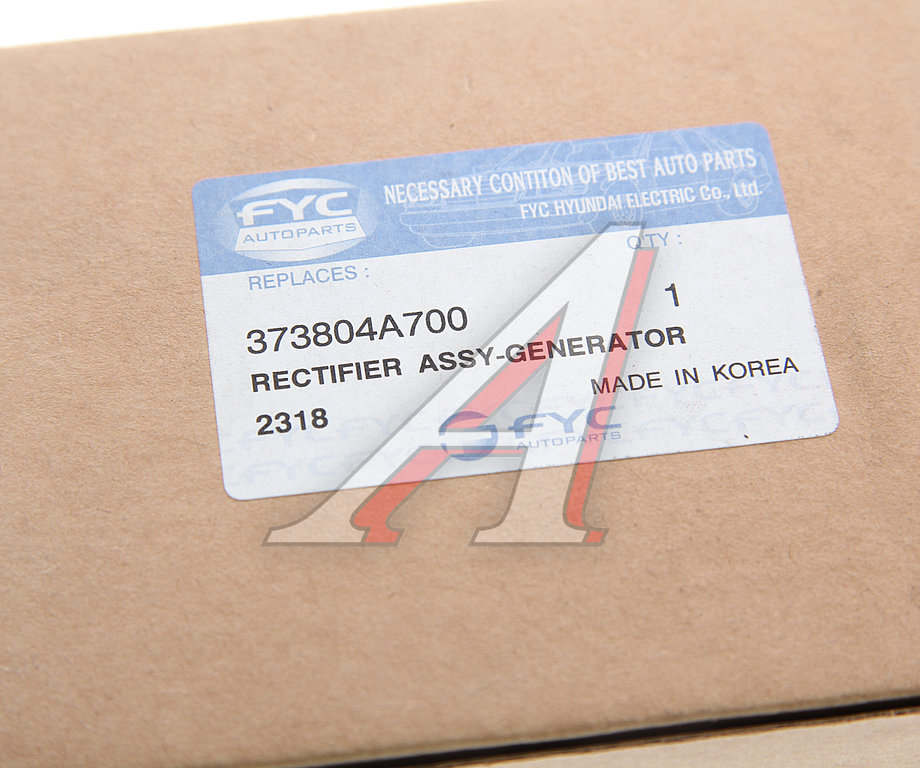 FYC
AUTOPARTS
NECESSARY CONTITON OF BEST AUTO PARTS
FYC HYUNDAI ELECTRIC Co., Ltd.
REPLACES :
QTY :
373804A700
1
RECTIFIER ASSY-GENERATOR
2318
MADE IN KOREA
FYC
AUTOPARTS